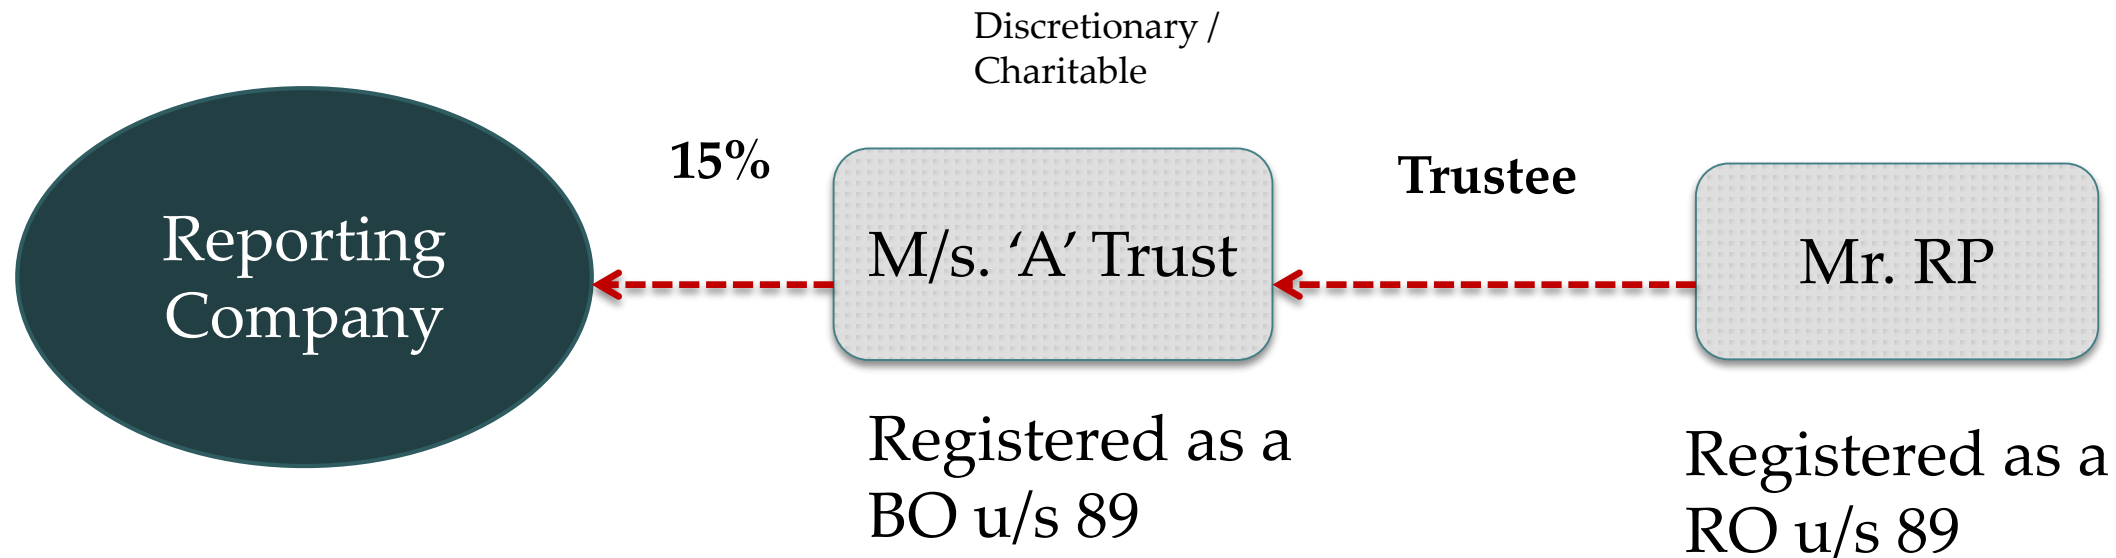 Discretionary /
Charitable
15%
Trustee
Reporting
Company
M/s. ‘A’ Trust
Mr. RP
Registered as a
BO u/s 89
Registered as a
RO u/s 89